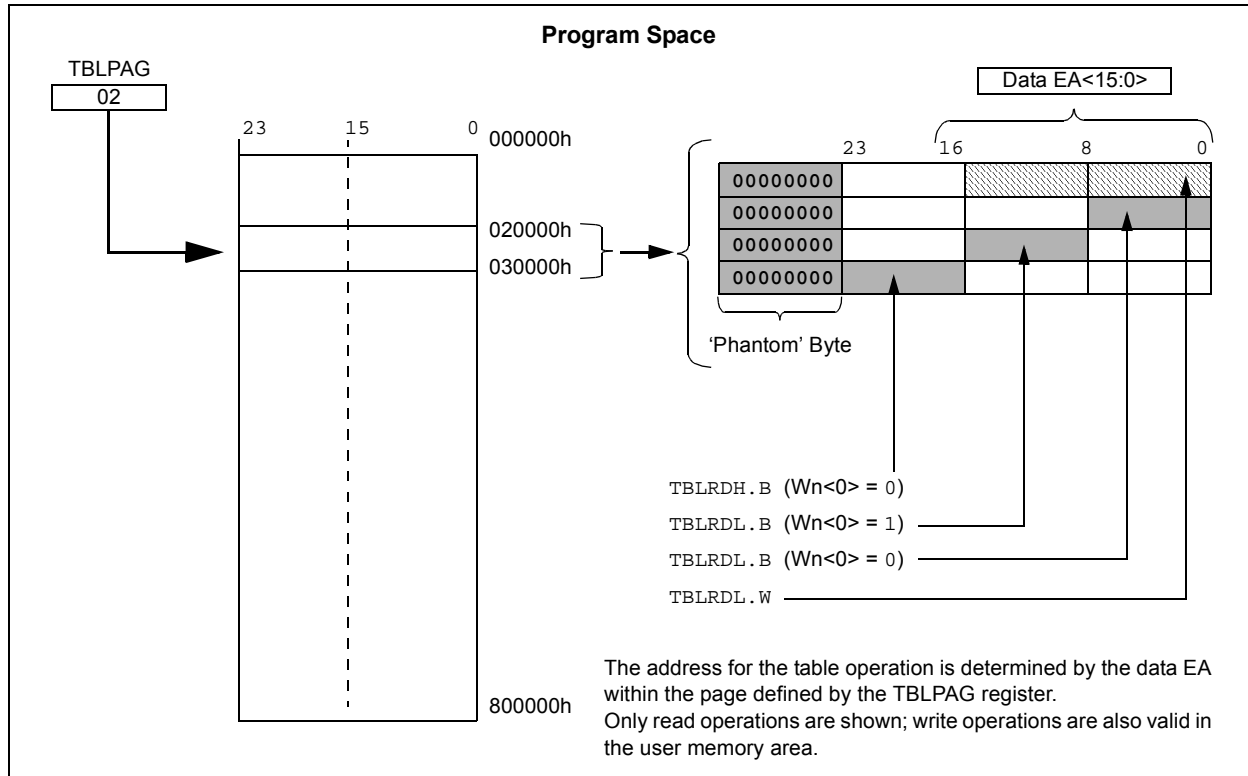 Program Space
TBLPAG
02
Data EA<15:0>
23 15 0
000000h
020000h
030000h
800000h
23 16 8 0
00000000
00000000
00000000
00000000
‘Phantom’ Byte
TBLRDH.B (Wn<0> = 0)
TBLRDL.B (Wn<0> = 1)
TBLRDL.B (Wn<0> = 0)
TBLRDL.W
The address for the table operation is determined by the data EA
within the page defined by the TBLPAG register.
Only read operations are shown; write operations are also valid in
the user memory area.